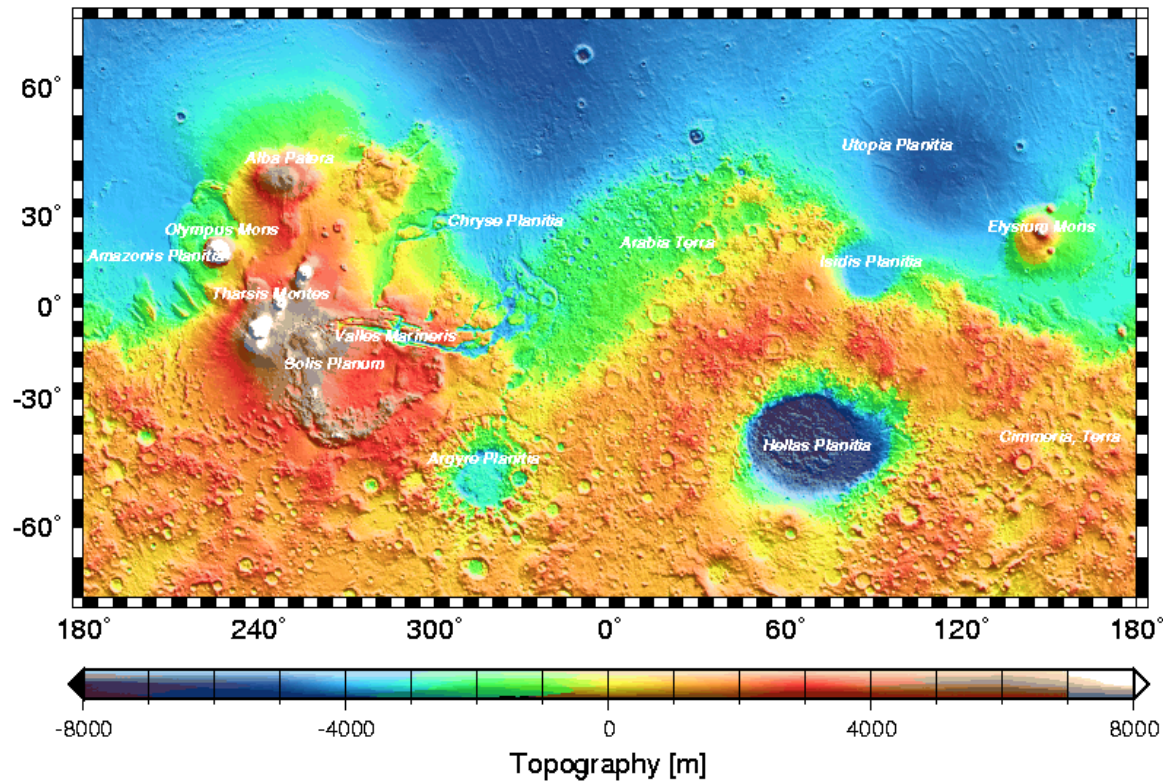 60°
Utopia Planitia
Alba Patera
30°
Chryse Planitia
Olympus Mons
Elysium Mons
Arabia Terra
Amazonis Planitia
Isidis Planitia
Tharsis Montes
0°
Valles Marineris
Solis Planum
-30°
Cimmeria, Terra
Hellas Planitia
Argyre Planitia
-60°
180° 240° 300° 0° 60° 120° 180°
-8000 -4000 0 4000 8000
Topography [m]